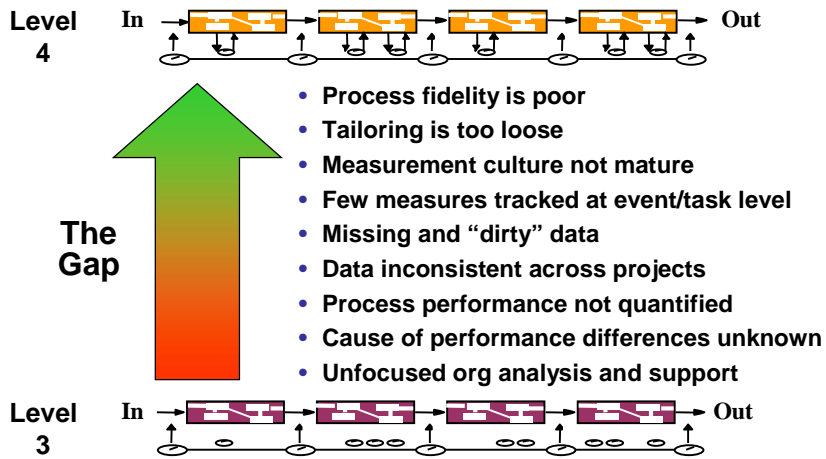 Level
4
In
Out
• Process fidelity is poor
• Tailoring is too loose
• Measurement culture not mature
• Few measures tracked at event/task level
• Missing and “dirty” data
• Data inconsistent across projects
• Process performance not quantified
• Cause of performance differences unknown
• Unfocused org analysis and support
The
Gap
Level
3
In
Out